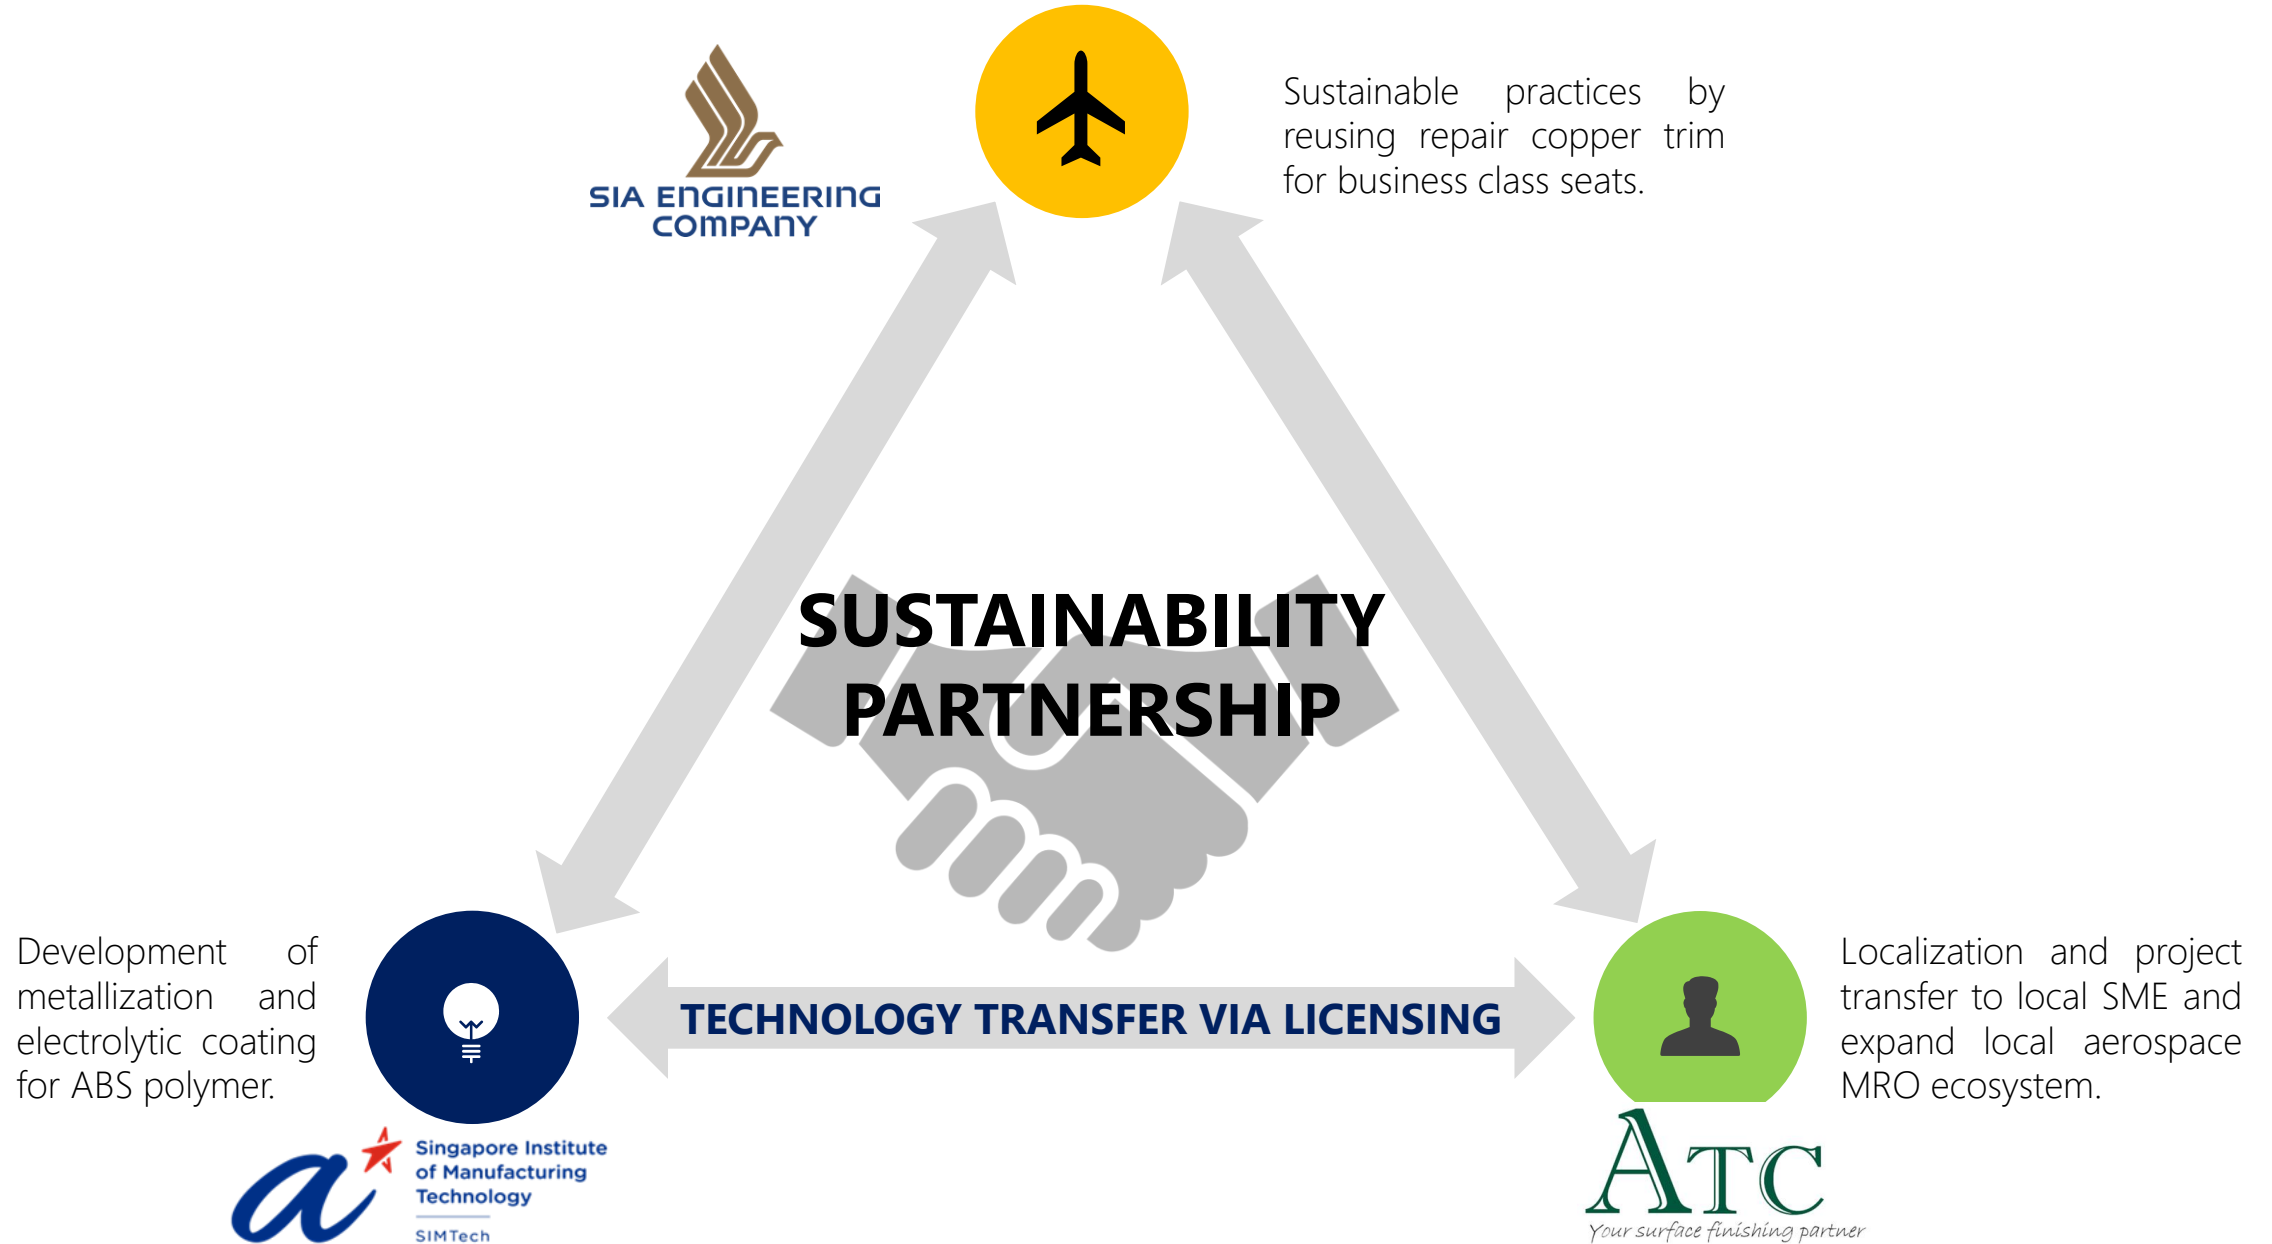 SIA ENGINEERING
COMPANY
Sustainable practices by
reusing repair copper trim
for business class seats.
SUSTAINABILITY
PARTNERSHIP
Development of
metallization and
electrolytic coating
for ABS polymer.
TECHNOLOGY TRANSFER VIA LICENSING
Localization and project
transfer to local SME and
expand local aerospace
MRO ecosystem.
a
Singapore Institute
of Manufacturing
Technology
SIMTech
ATC
Your surface finishing partner